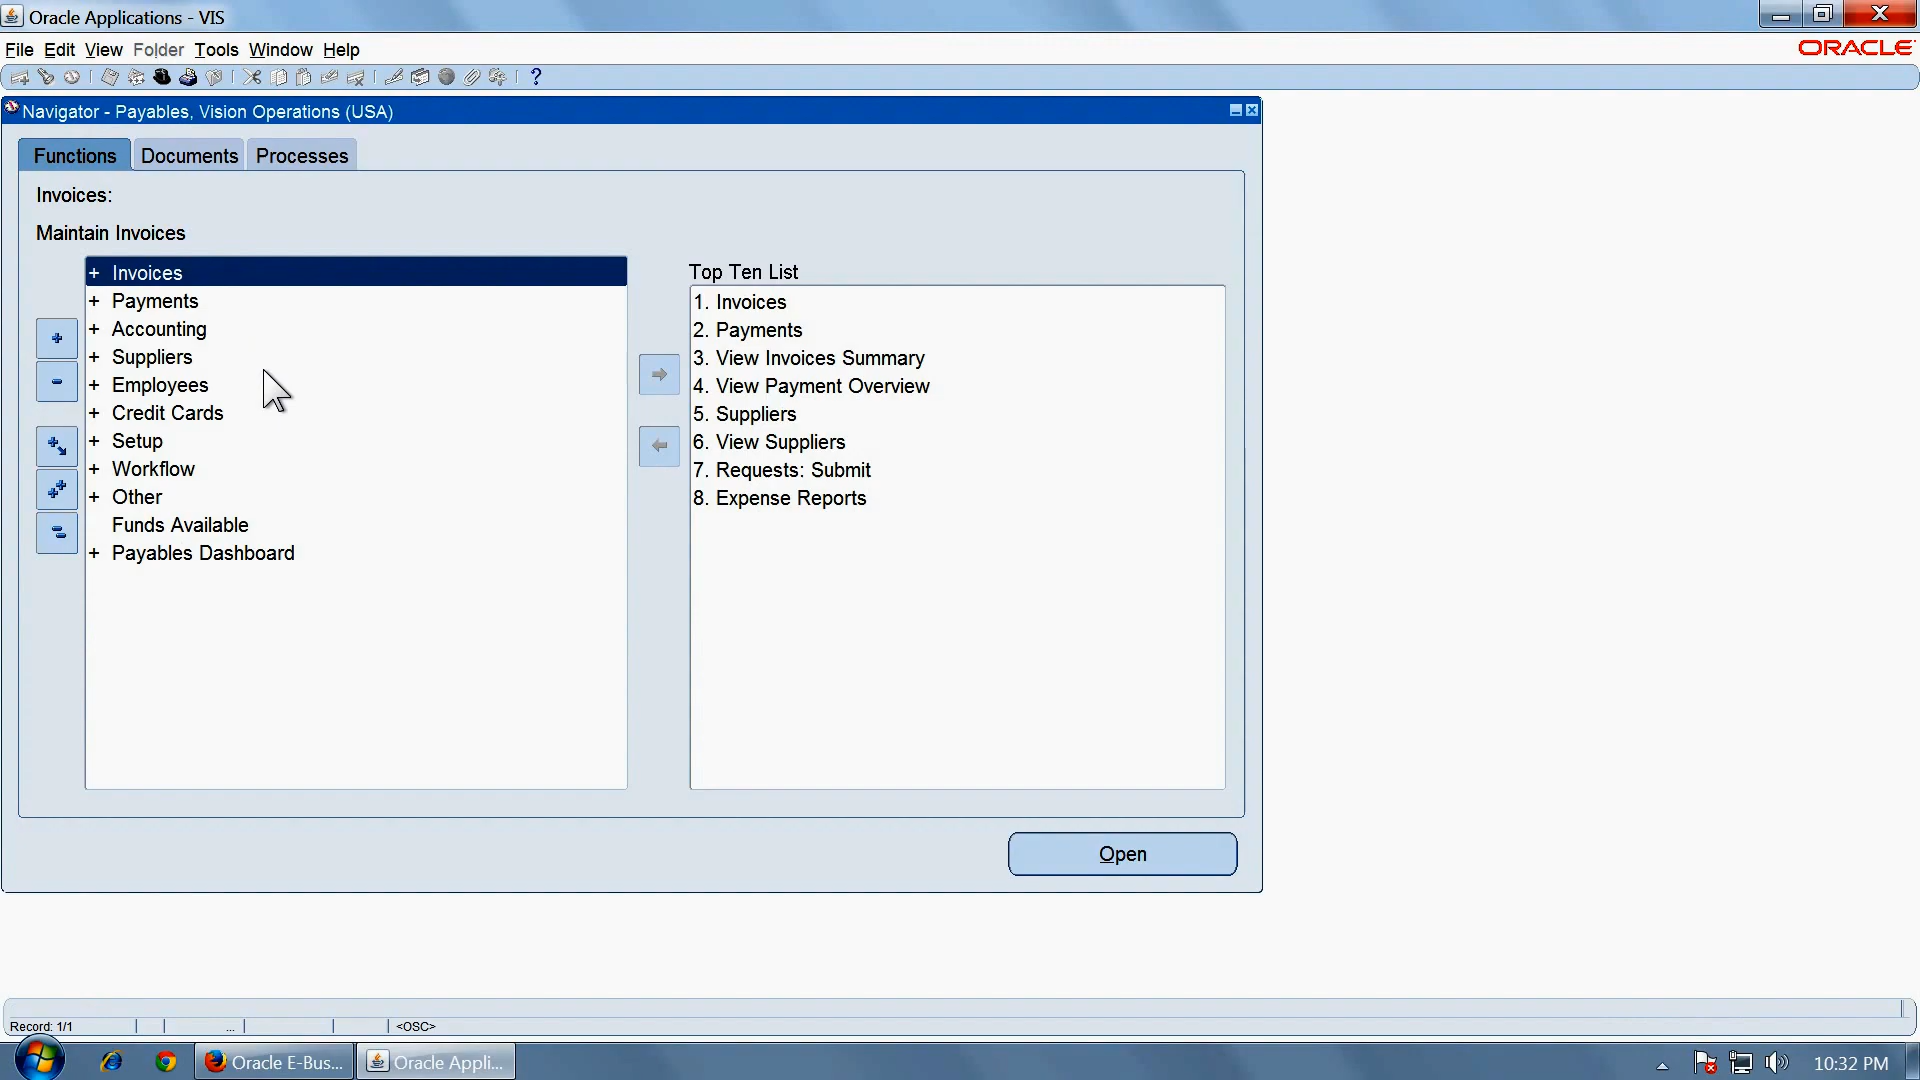 Oracle Applications - VIS
File Edit View Folder Tools Window Help
ORACLE
?
Navigator - Payables, Vision Operations (USA)
Functions Documents Processes
Invoices:
Maintain Invoices
+ Invoices
+ Payments
+ Accounting
+ Suppliers
+ Employees
+ Credit Cards
+ Setup
+ Workflow
+ Other
Funds Available
+ Payables Dashboard
Top Ten List
1. Invoices
2. Payments
3. View Invoices Summary
4. View Payment Overview
5. Suppliers
6. View Suppliers
7. Requests: Submit
8. Expense Reports
Open
Record: 1/1 ... <OSC>
Oracle E-Bus... Oracle Appli... 10:32 PM